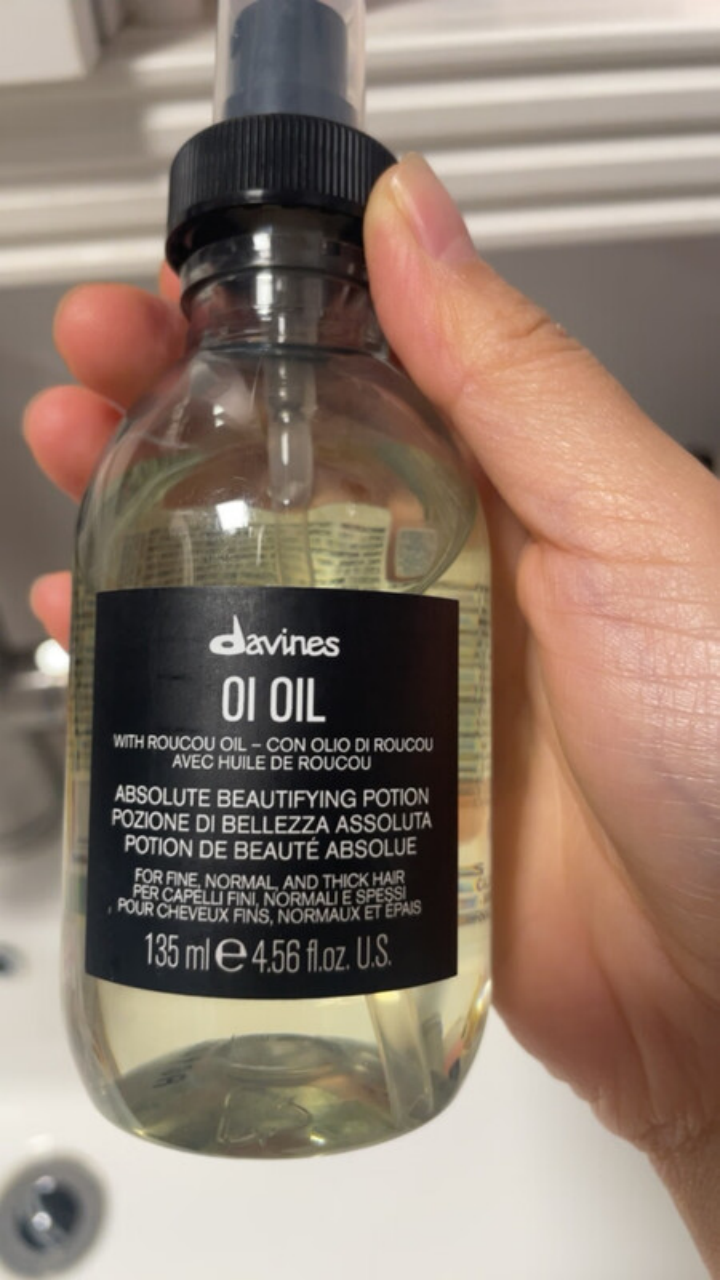 davines
OI OIL
WITH ROUCOU OIL – CON OLIO DI ROUCOU
AVEC HUILE DE ROUCOU
ABSOLUTE BEAUTIFYING POTION
POZIONE DI BELLEZZA ASSOLUTA
POTION DE BEAUTÉ ABSOLUE
FOR FINE, NORMAL, AND THICK HAIR
PER CAPELLI FINI, NORMALI E SPESSI
POUR CHEVEUX FINS, NORMAUX ET ÉPAIS
135 ml e 4.56 fl.oz. U.S.